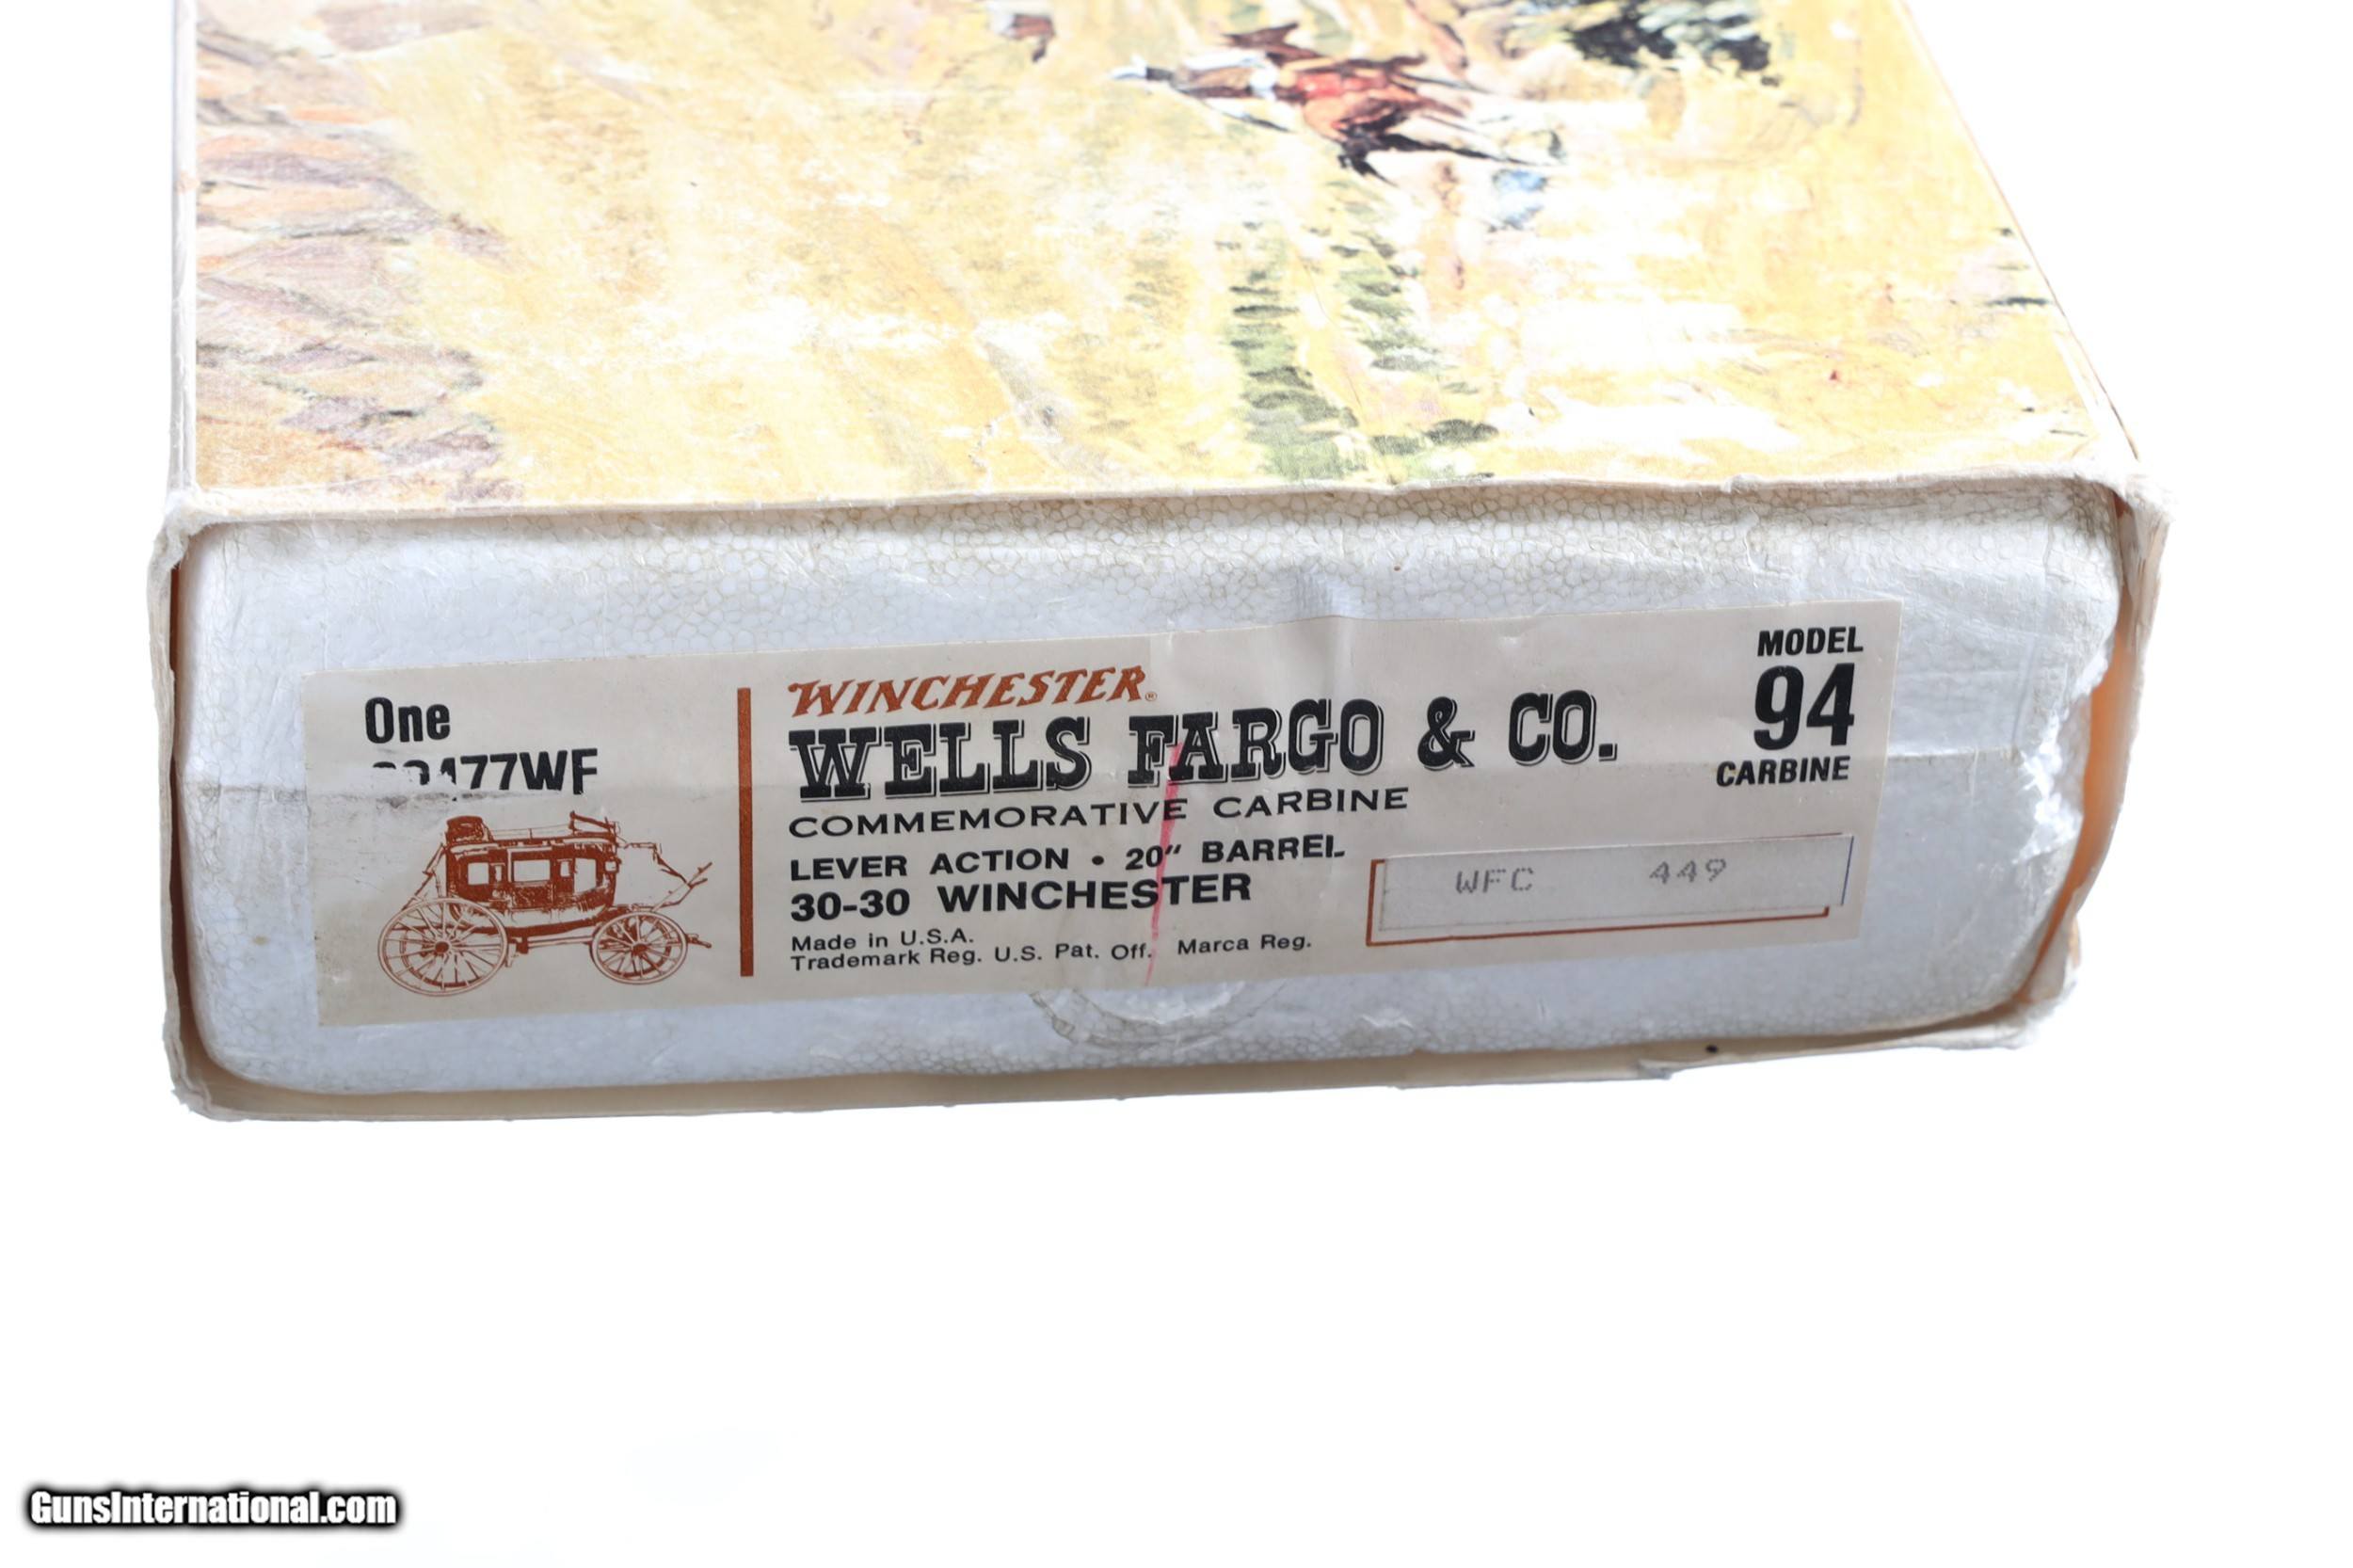 One
WINCHESTER®
WELLS FARGO & CO.
COMMEMORATIVE CARBINE
LEVER ACTION • 20" BARREL
30-30 WINCHESTER
Made in U.S.A.
Trademark Reg. U.S. Pat. Off. Marca Reg.
MODEL
94
CARBINE
WFC 449
GunsInternational.com